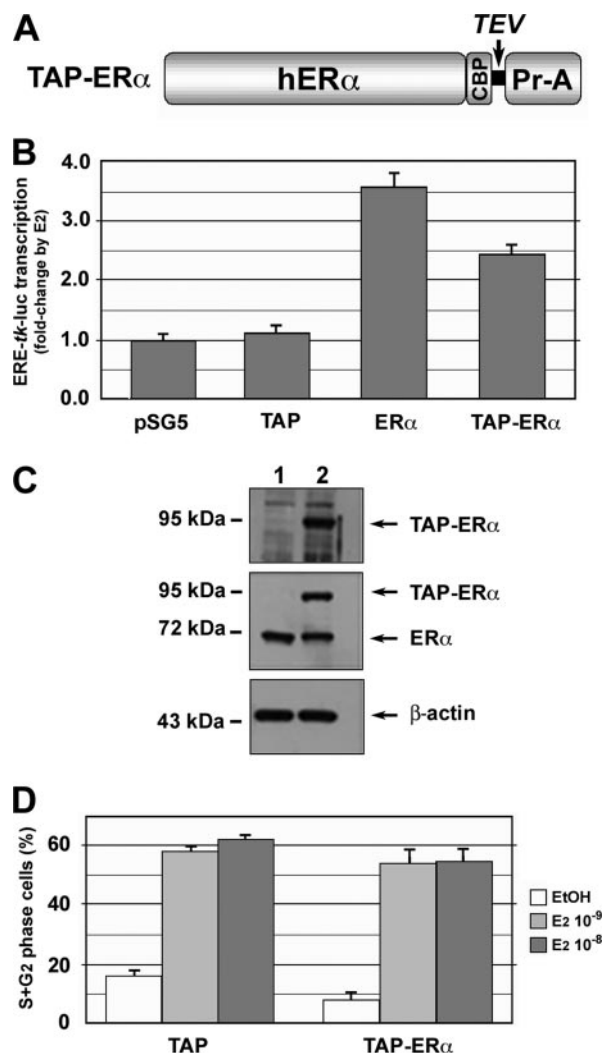 A
TEV
TAP-ERα hERα CBP Pr-A
B
ERE-tk-luc transcription
(fold-change by E2)
4.0
3.0
2.0
1.0
0.0
pSG5 TAP ERα TAP-ERα
C
1 2
95 kDa TAP-ERα
95 kDa TAP-ERα
72 kDa ERα
43 kDa β-actin
D
S+G2 phase cells (%)
60
40
20
0
EtOH
E2 10-9
E2 10-8
TAP TAP-ERα